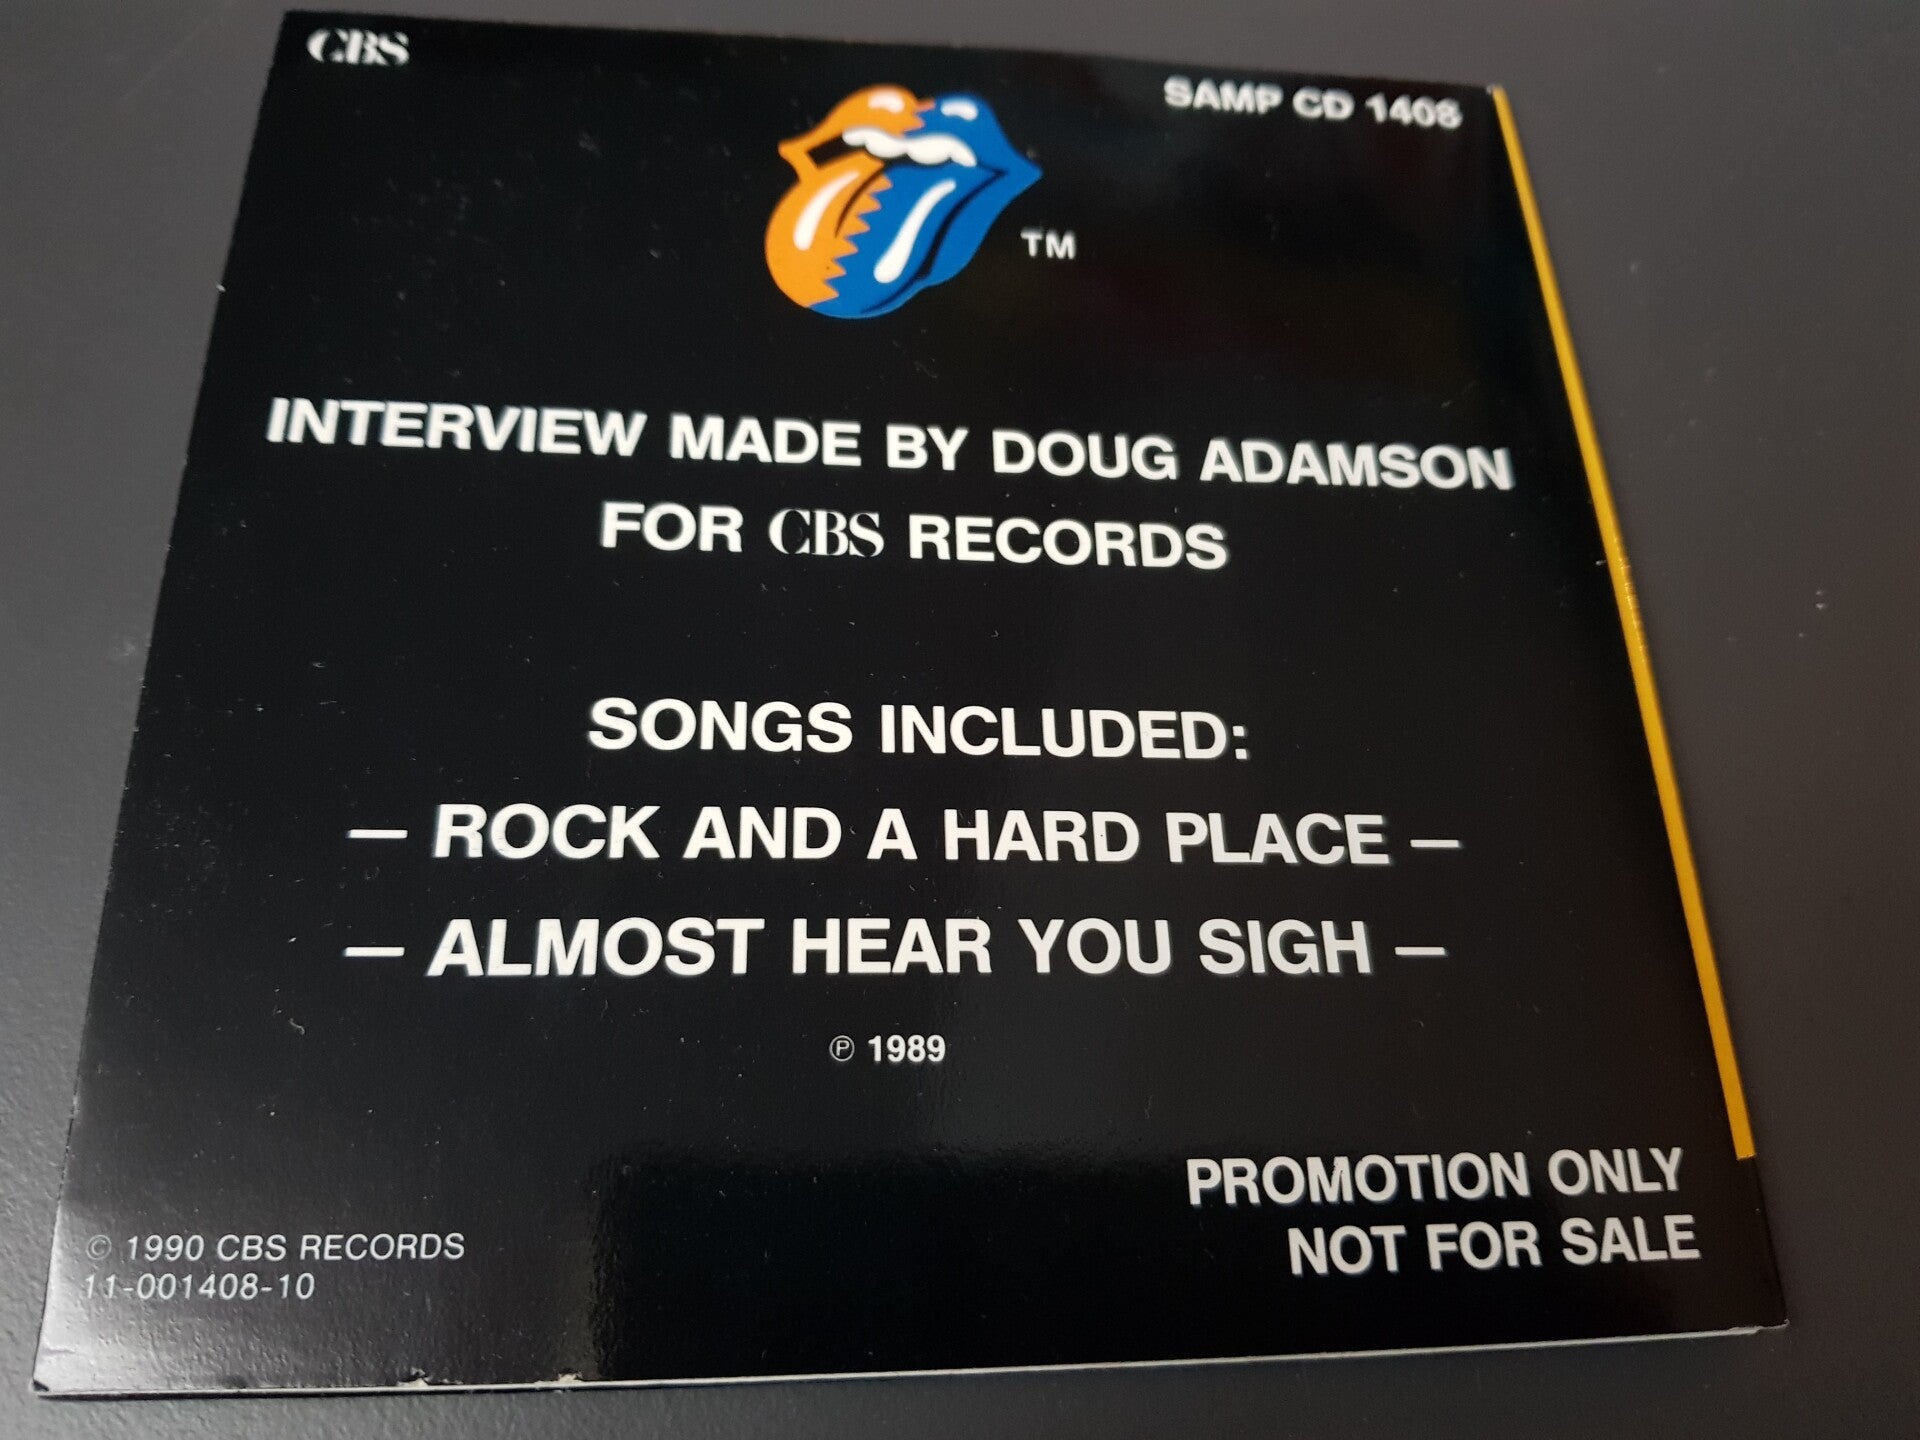 CBS
SAMP CD 1408
TM
INTERVIEW MADE BY DOUG ADAMSON
FOR CBS RECORDS
SONGS INCLUDED:
— ROCK AND A HARD PLACE —
— ALMOST HEAR YOU SIGH —
℗ 1989
PROMOTION ONLY
NOT FOR SALE
© 1990 CBS RECORDS
11-001408-10